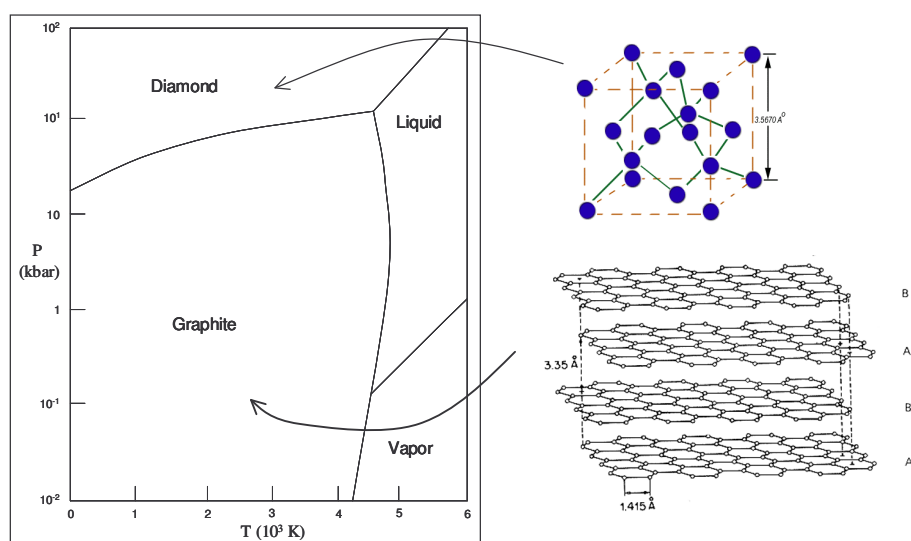 10²
Diamond
10¹
Liquid
10
P
(kbar)
1
Graphite
10⁻¹
Vapor
10⁻²
0
1
2
3
4
5
6
T (10³ K)
3.5670 Å
B
A
3.35 Å
B
A
1.415 Å